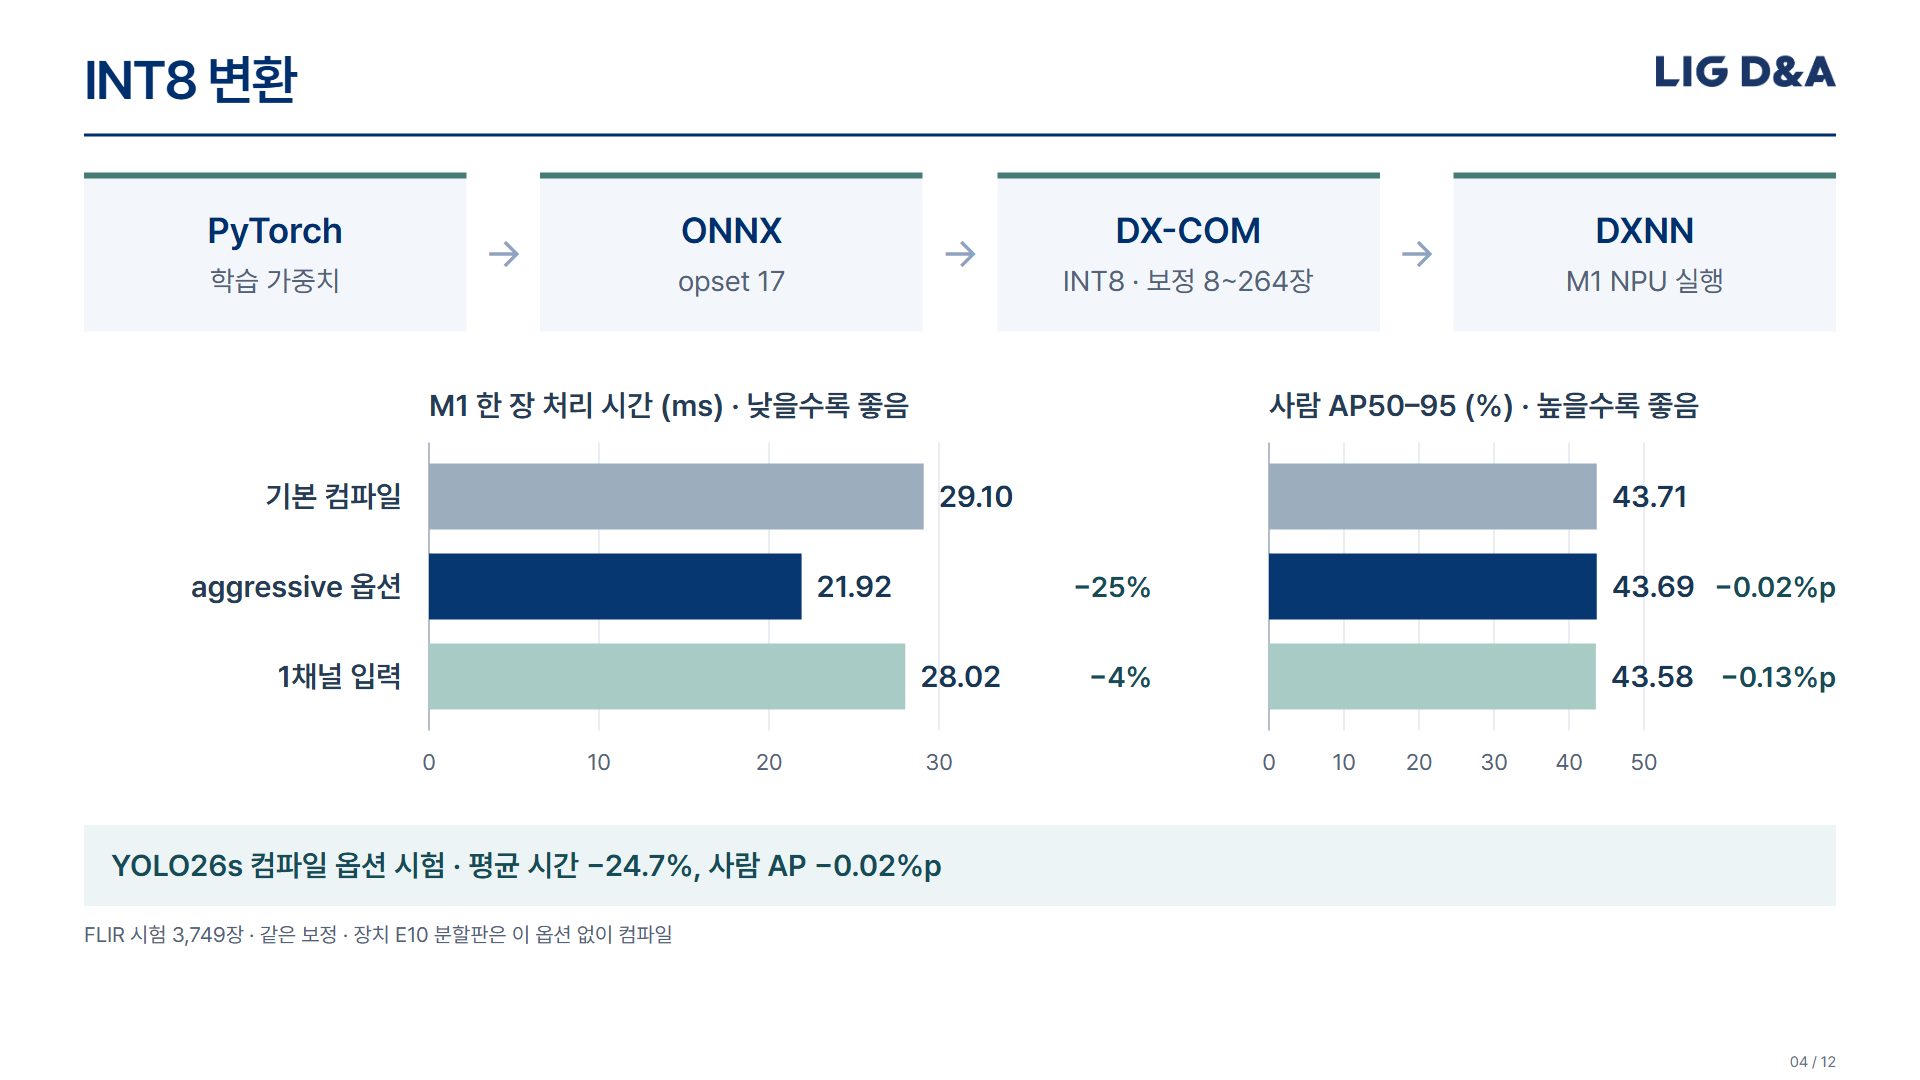 INT8 변환
LIG D&A
PyTorch
学습 가중치
→
ONNX
opset 17
→
DX-COM
INT8 · 보정 8~264장
→
DXNN
M1 NPU 실행
M1 한 장 처리 시간 (ms) · 낮을수록 좋음
기본 컴파일
29.10
aggressive 옵션
21.92
−25%
1채널 입력
28.02
−4%
0 10 20 30
사람 AP50–95 (%) · 높을수록 좋음
43.71
43.69 −0.02%p
43.58 −0.13%p
0 10 20 30 40 50
YOLO26s 컴파일 옵션 시험 · 평균 시간 −24.7%, 사람 AP −0.02%p
FLIR 시험 3,749장 · 같은 보정 · 장치 E10 분할판은 이 옵션 없이 컴파일
04 / 12